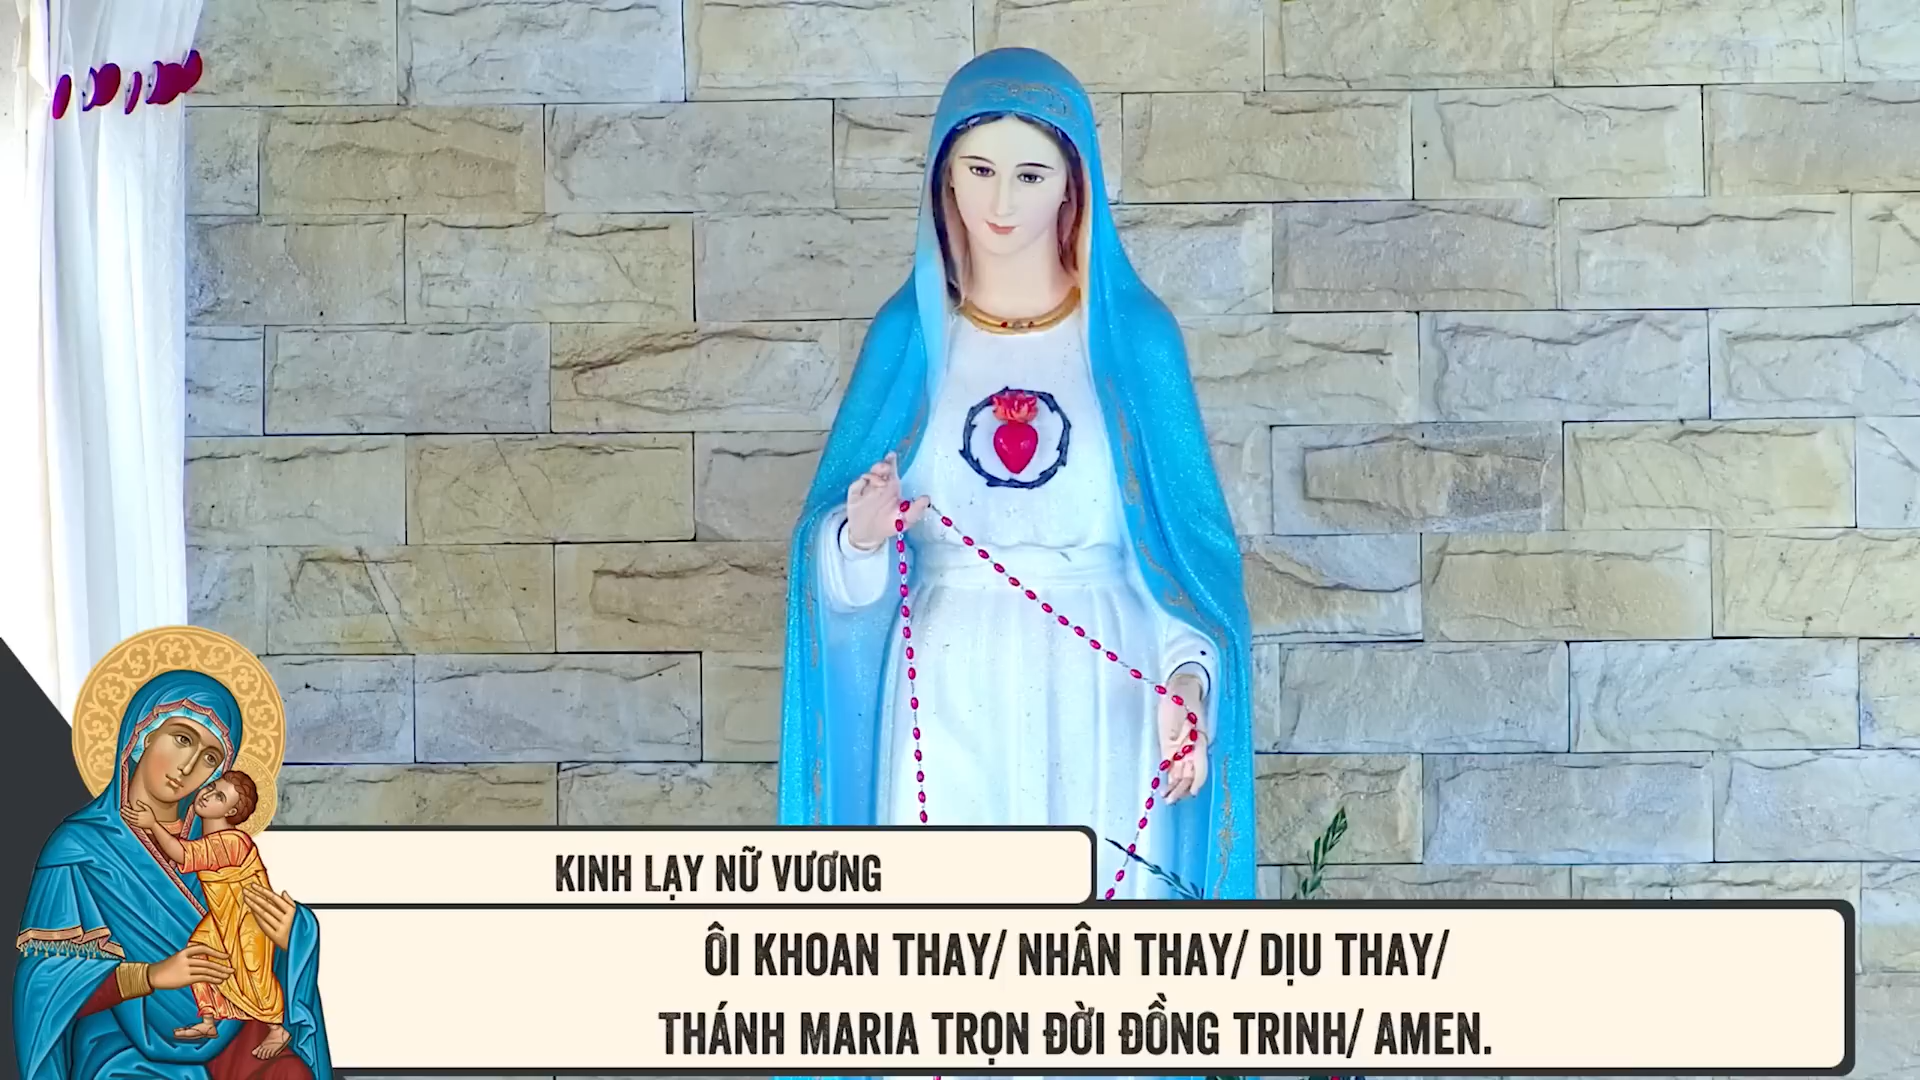 KINH LẠY NỮ VƯƠNG
ÔI KHOAN THAY/ NHÂN THAY/ DỊU THAY/
THÁNH MARIA TRỌN ĐỜI ĐỒNG TRINH/ AMEN.